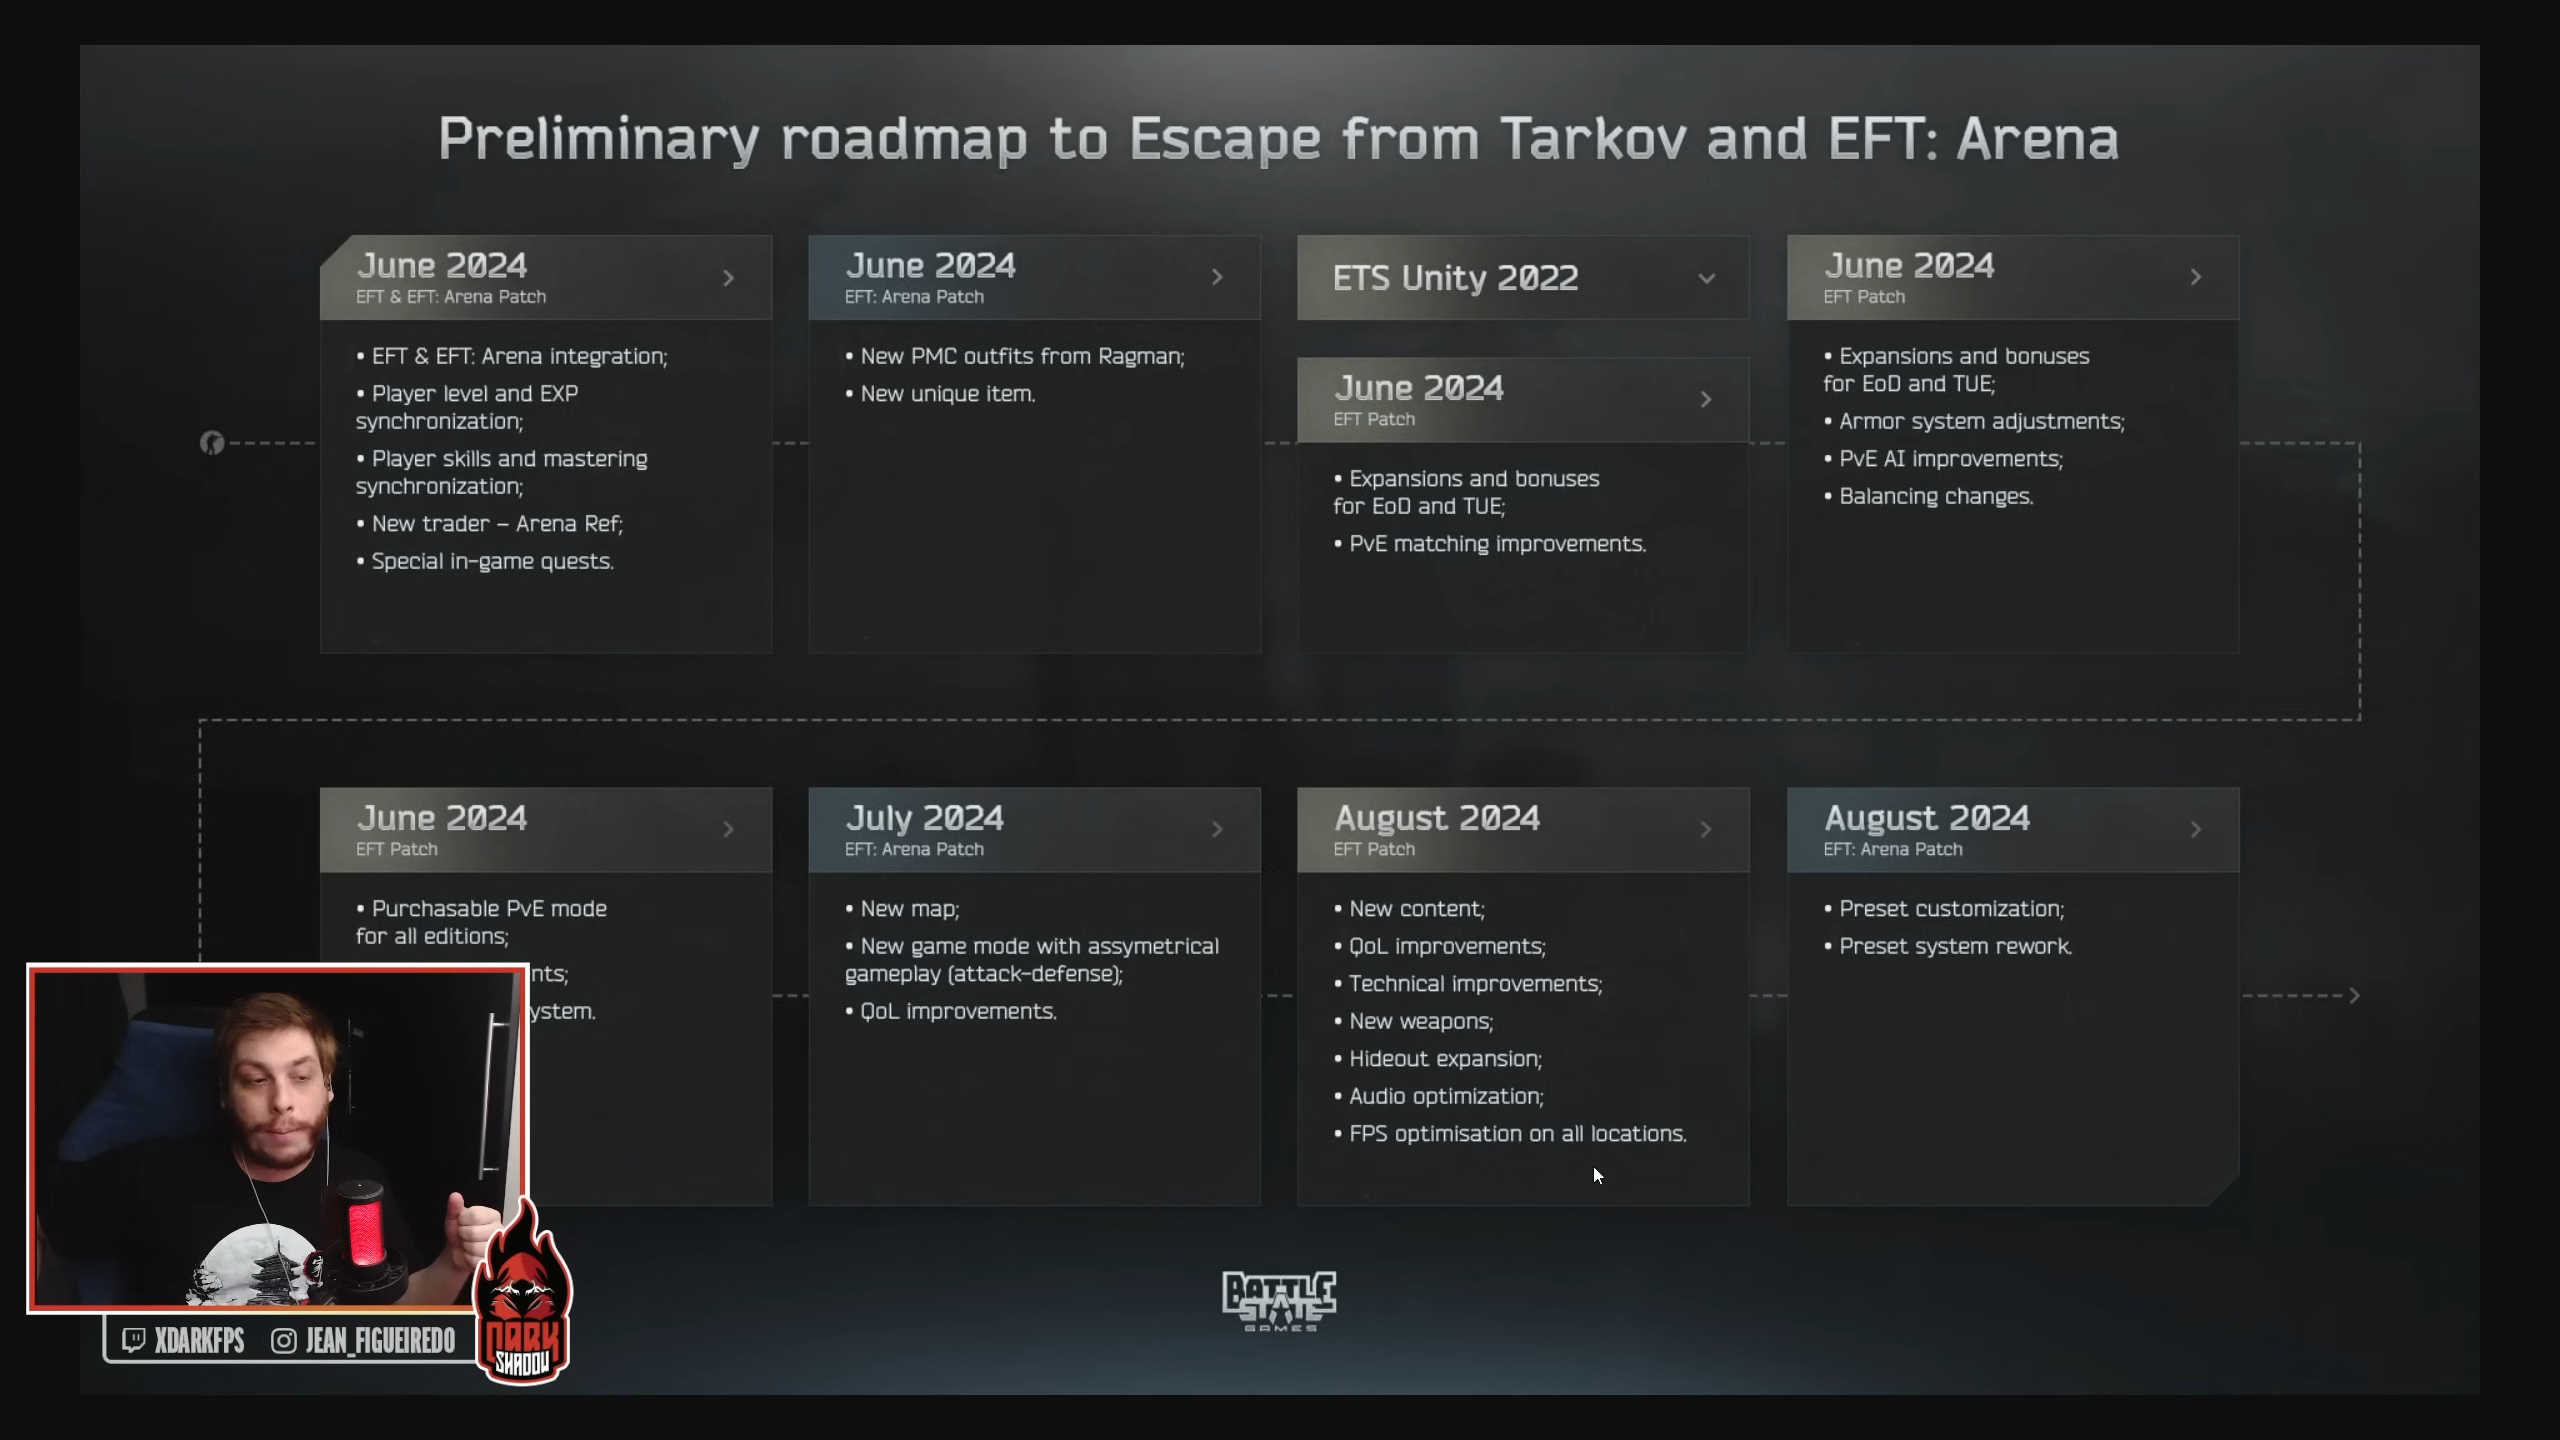 Preliminary roadmap to Escape from Tarkov and EFT: Arena
June 2024
EFT & EFT: Arena Patch
• EFT & EFT: Arena integration;
• Player level and EXP
synchronization;
• Player skills and mastering
synchronization;
• New trader – Arena Ref;
• Special in-game quests.
June 2024
EFT: Arena Patch
• New PMC outfits from Ragman;
• New unique item.
ETS Unity 2022
June 2024
EFT Patch
• Expansions and bonuses
for EoD and TUE;
• PvE matching improvements.
June 2024
EFT Patch
• Expansions and bonuses
for EoD and TUE;
• Armor system adjustments;
• PvE AI improvements;
• Balancing changes.
June 2024
EFT Patch
• Purchasable PvE mode
for all editions;
July 2024
EFT: Arena Patch
• New map;
• New game mode with assymetrical
gameplay (attack-defense);
• QoL improvements.
August 2024
EFT Patch
• New content;
• QoL improvements;
• Technical improvements;
• New weapons;
• Hideout expansion;
• Audio optimization;
• FPS optimisation on all locations.
August 2024
EFT: Arena Patch
• Preset customization;
• Preset system rework.
BATTLE
STATE
GAMES
XDARKFPS JEAN_FIGUEIREDO
DARK
SHADOW